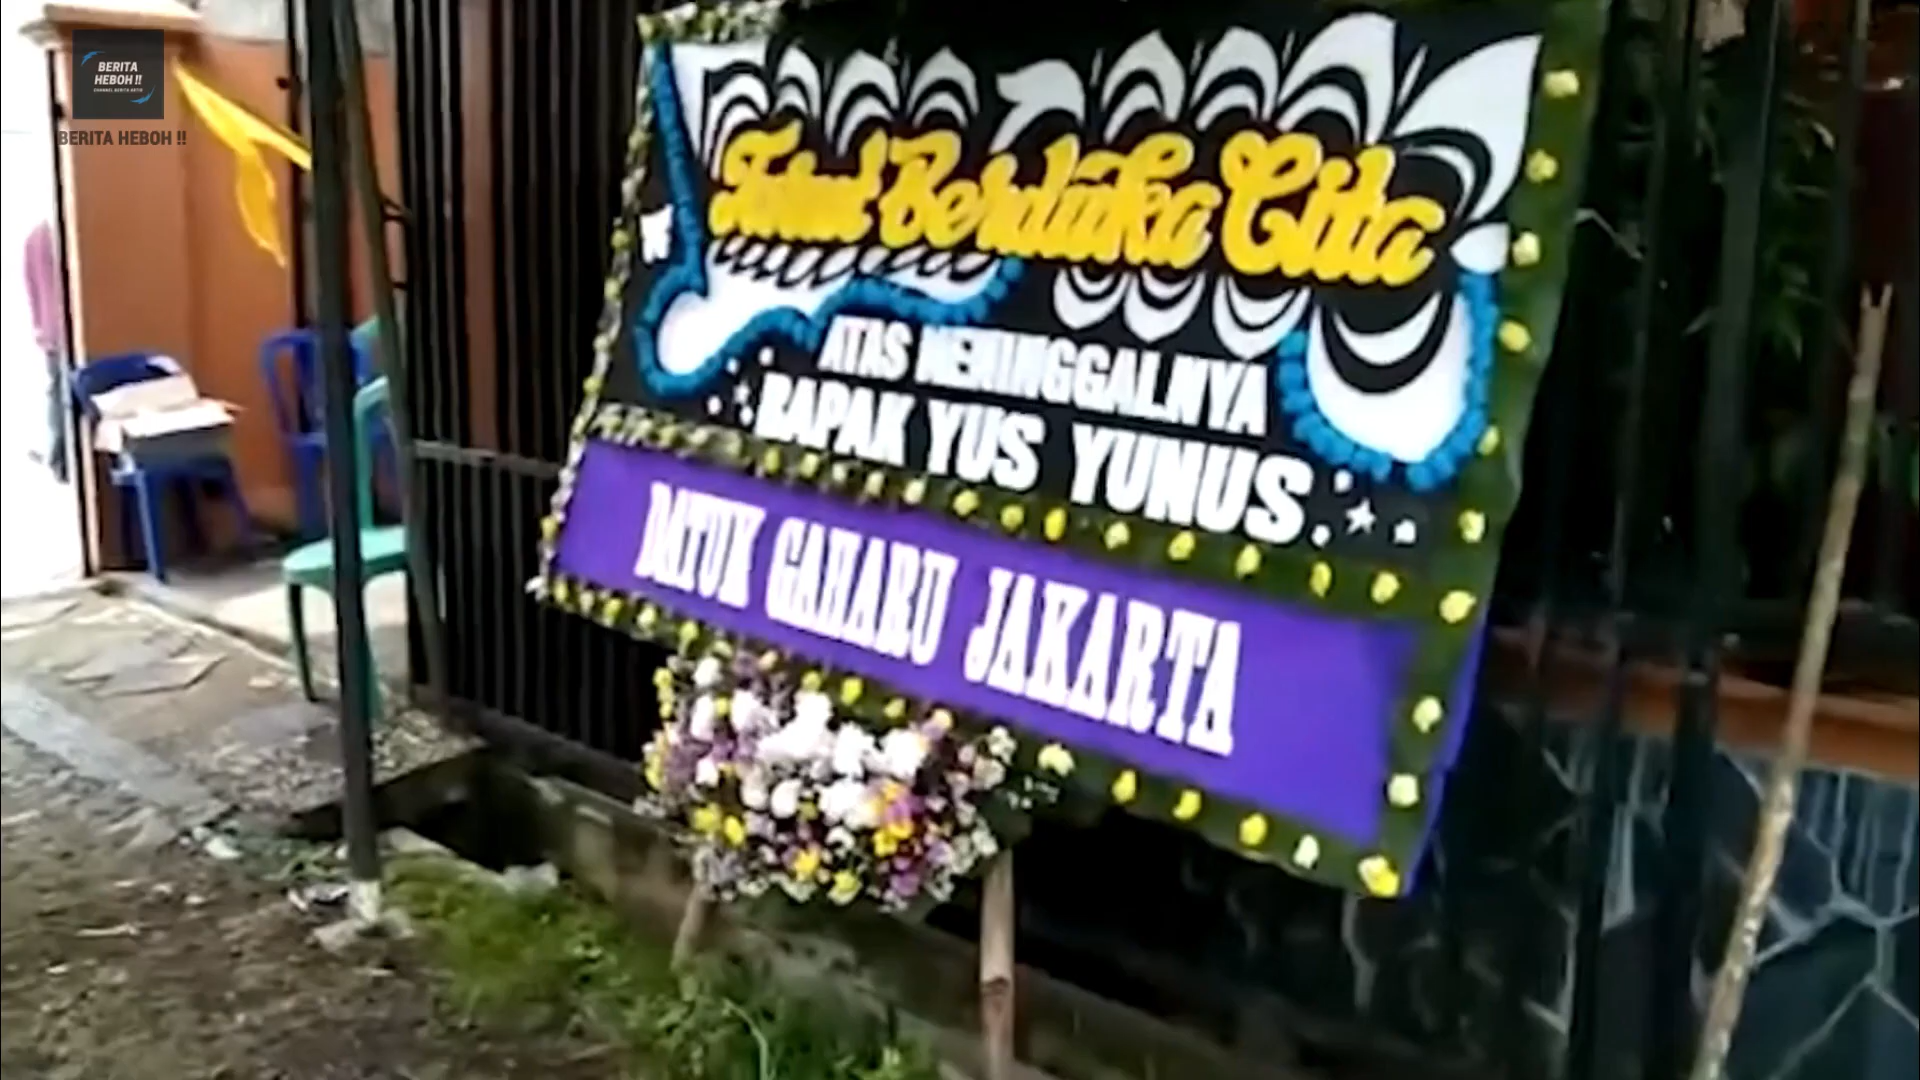 BERITA
HEBOH !!
BERITA HEBOH !!
Turut Berduka Cita
ATAS MENINGGALNYA
BAPAK YUS YUNUS
DATUK GAHARU JAKARTA